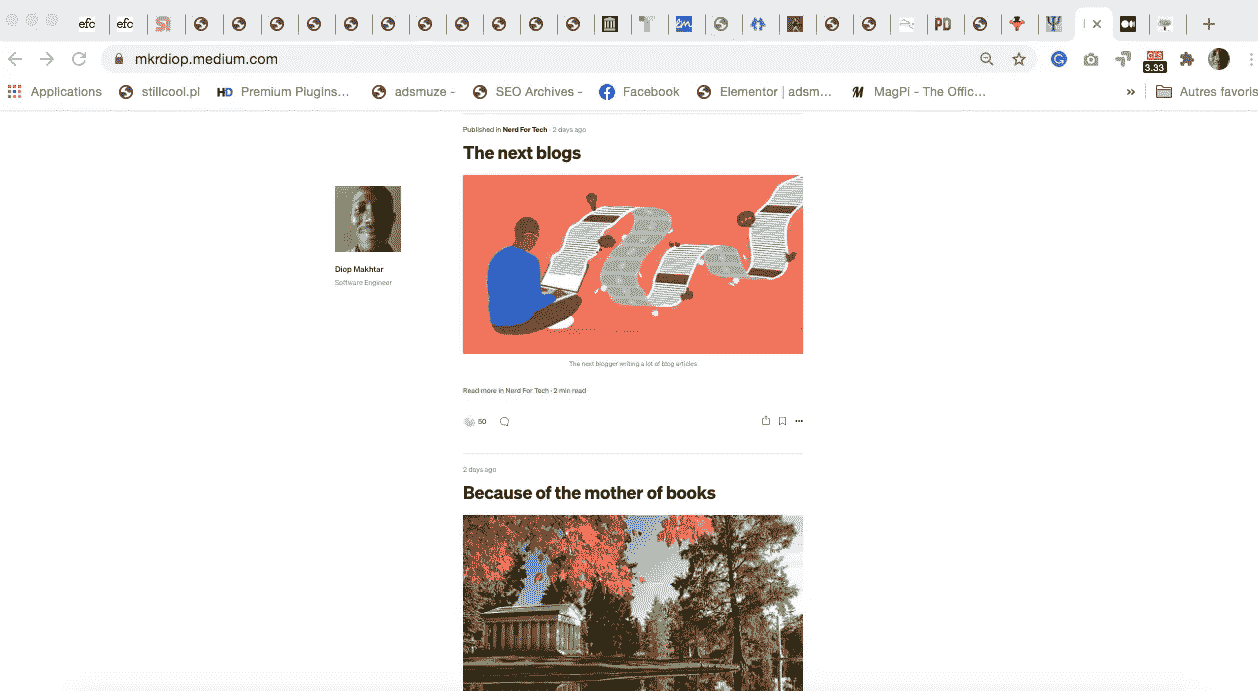 efc
efc
mkrdiop.medium.com
3.33
Applications
stillcool.pl
HD
Premium Plugins...
adsmuze -
SEO Archives -
Facebook
Elementor | adsm...
MagPi - The Offic...
»
Autres favoris
Published in Nerd For Tech · 2 days ago
The next blogs
Diop Makhtar
Software Engineer
The next blogger writing a lot of blog articles
Read more in Nerd For Tech · 2 min read
50
2 days ago
Because of the mother of books